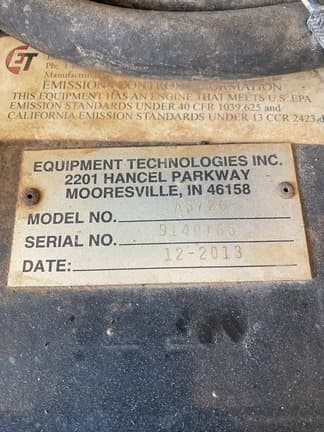 ET
EMISSION CONTROL INFORMATION
THIS EQUIPMENT HAS AN ENGINE THAT MEETS U.S. EPA
EMISSION STANDARDS UNDER 40 CFR 1039.625 and
CALIFORNIA EMISSION STANDARDS UNDER 13 CCR 2423,d
EQUIPMENT TECHNOLOGIES INC.
2201 HANCEL PARKWAY
MOORESVILLE, IN 46158
MODEL NO.
SERIAL NO.
DATE: 12-2013